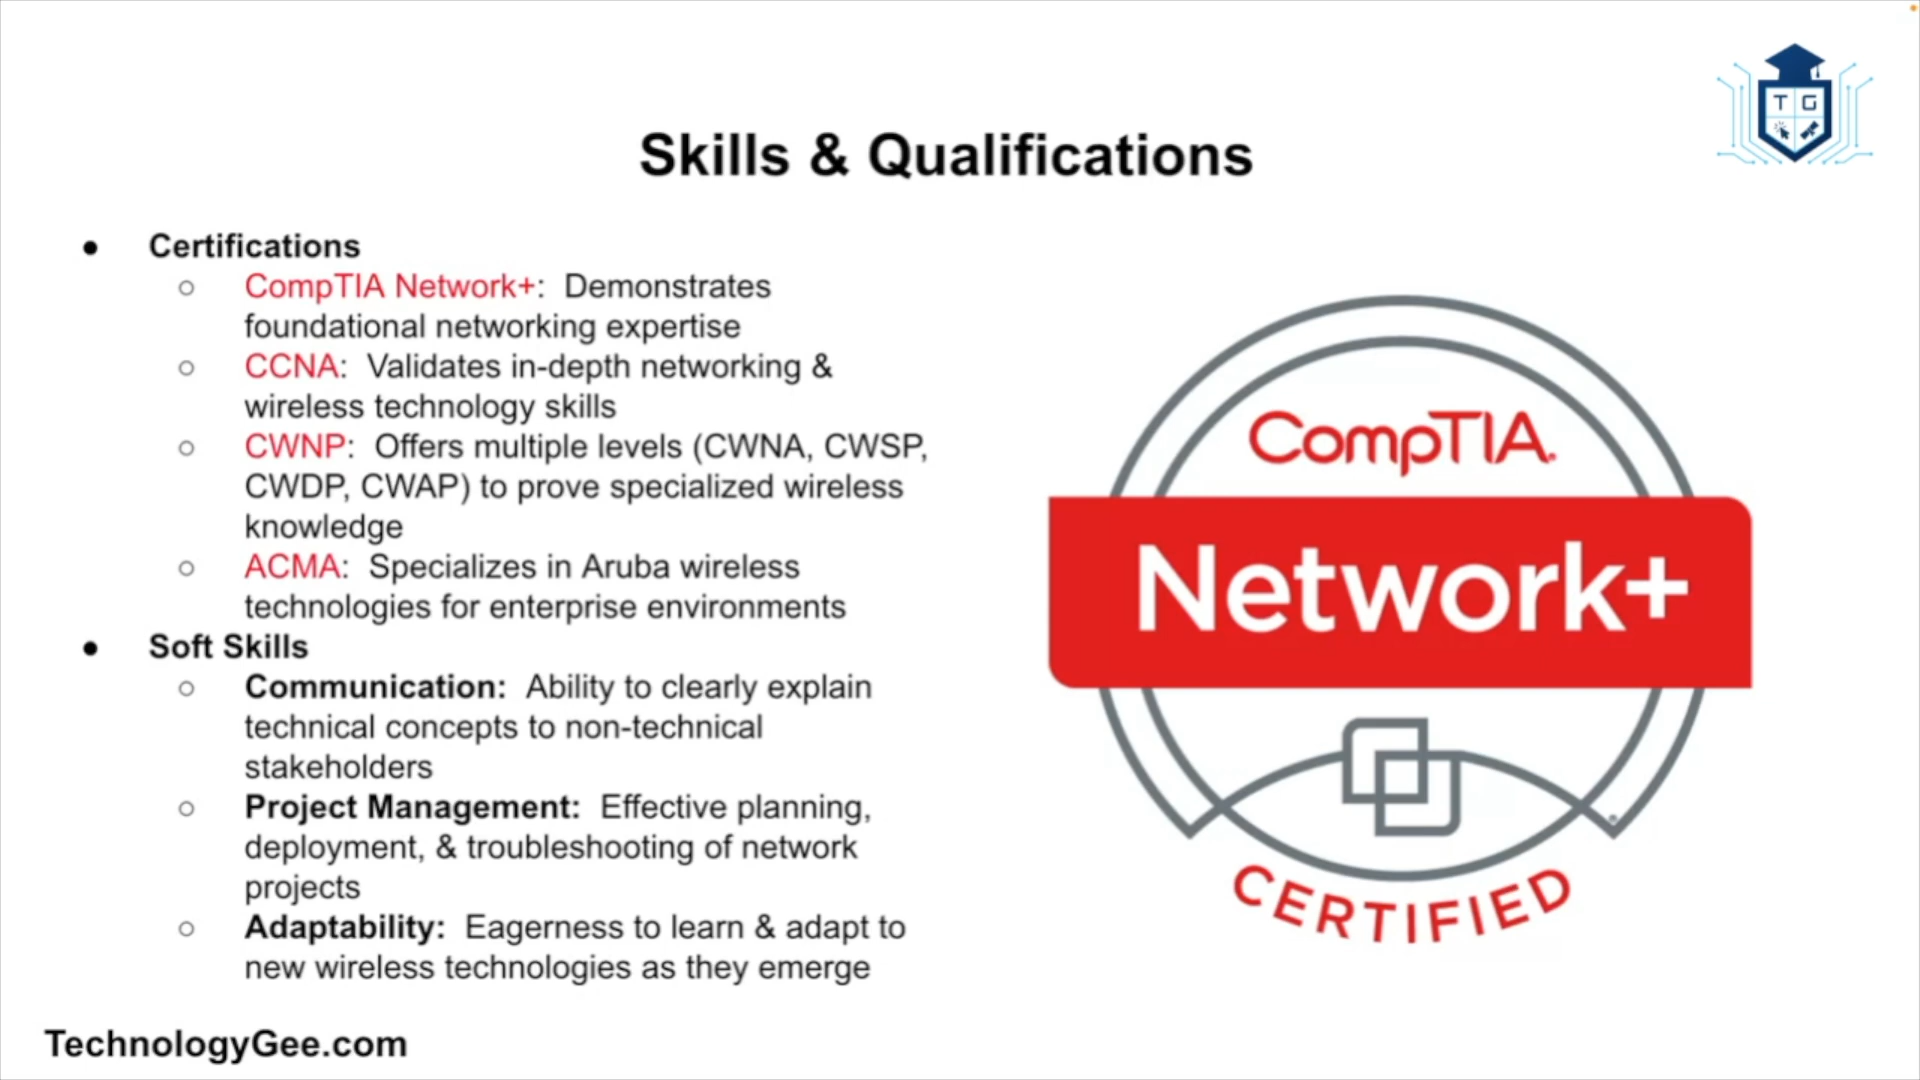 T G
Skills & Qualifications
● Certifications
○ CompTIA Network+: Demonstrates
foundational networking expertise
○ CCNA: Validates in-depth networking &
wireless technology skills
○ CWNP: Offers multiple levels (CWNA, CWSP,
CWDP, CWAP) to prove specialized wireless
knowledge
○ ACMA: Specializes in Aruba wireless
technologies for enterprise environments
● Soft Skills
○ Communication: Ability to clearly explain
technical concepts to non-technical
stakeholders
○ Project Management: Effective planning,
deployment, & troubleshooting of network
projects
○ Adaptability: Eagerness to learn & adapt to
new wireless technologies as they emerge
CompTIA.
Network+
CERTIFIED
TechnologyGee.com